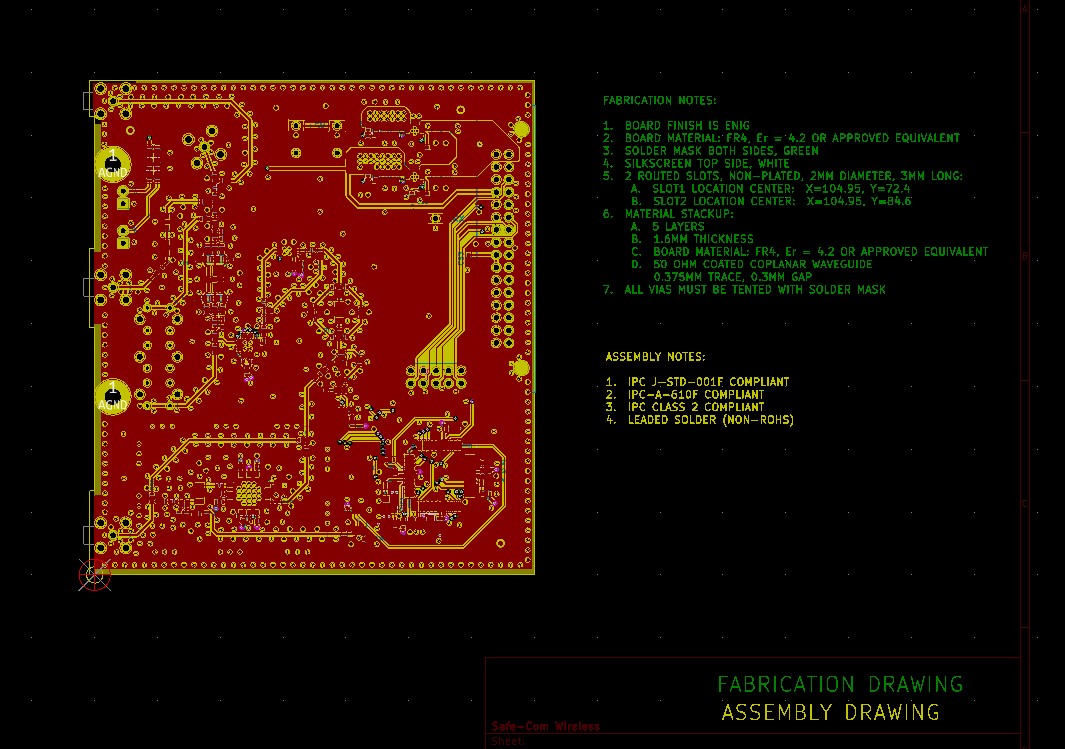 1
AGND
1
AGND
FABRICATION NOTES:
1. BOARD FINISH IS ENIG
2. BOARD MATERIAL: FR4, Er = 4.2 OR APPROVED EQUIVALENT
3. SOLDER MASK BOTH SIDES, GREEN
4. SILKSCREEN TOP SIDE, WHITE
5. 2 ROUTED SLOTS, NON-PLATED, 2MM DIAMETER, 3MM LONG:
A. SLOT1 LOCATION CENTER: X=104.95, Y=72.4
B. SLOT2 LOCATION CENTER: X=104.95, Y=84.6
6. MATERIAL STACKUP:
A. 5 LAYERS
B. 1.6MM THICKNESS
C. BOARD MATERIAL: FR4, Er = 4.2 OR APPROVED EQUIVALENT
D. 50 OHM COATED COPLANAR WAVEGUIDE
0.375MM TRACE, 0.3MM GAP
7. ALL VIAS MUST BE TENTED WITH SOLDER MASK
ASSEMBLY NOTES:
1. IPC J-STD-001F COMPLIANT
2. IPC-A-610F COMPLIANT
3. IPC CLASS 2 COMPLIANT
4. LEADED SOLDER (NON-ROHS)
A
B
C
FABRICATION DRAWING
ASSEMBLY DRAWING
Safe-Com Wireless
Sheet: